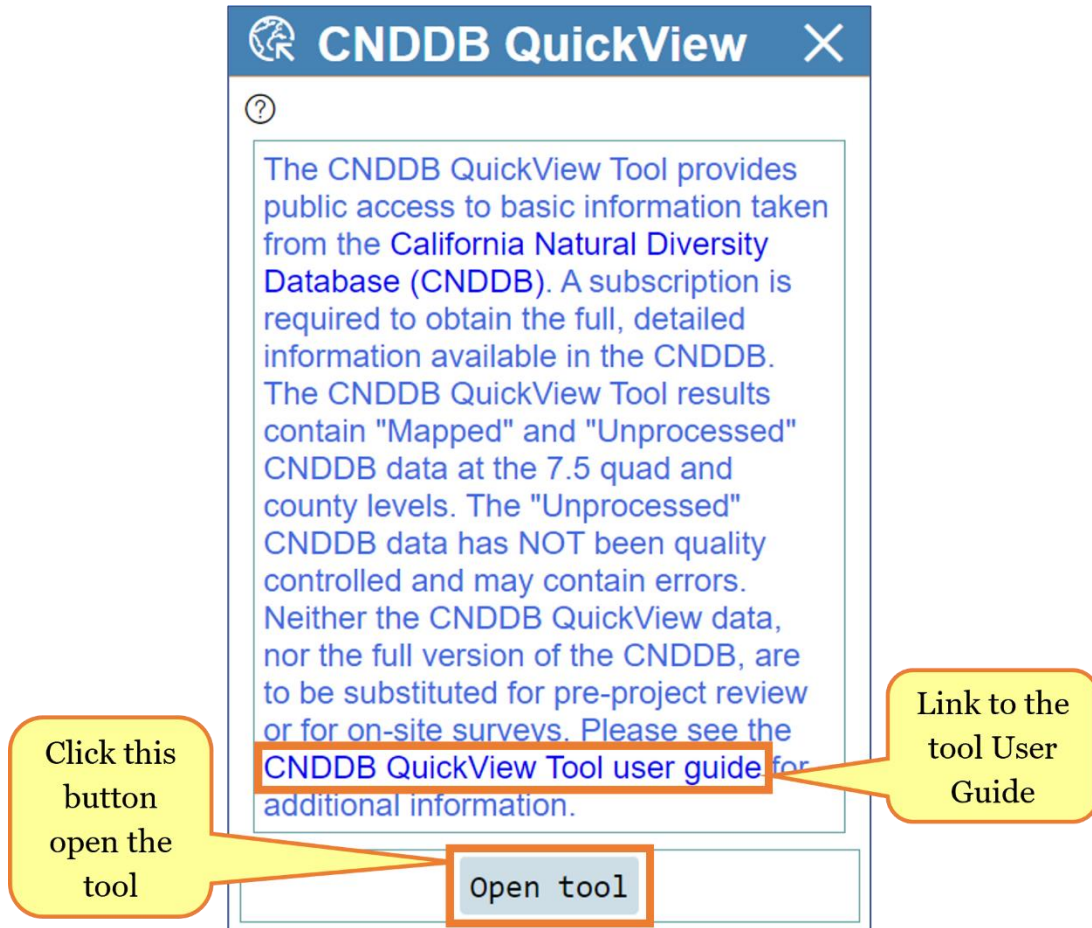 CNDDB QuickView
?
The CNDDB QuickView Tool provides
public access to basic information taken
from the California Natural Diversity
Database (CNDDB). A subscription is
required to obtain the full, detailed
information available in the CNDDB.
The CNDDB QuickView Tool results
contain "Mapped" and "Unprocessed"
CNDDB data at the 7.5 quad and
county levels. The "Unprocessed"
CNDDB data has NOT been quality
controlled and may contain errors.
Neither the CNDDB QuickView data,
nor the full version of the CNDDB, are
to be substituted for pre-project review
or for on-site surveys. Please see the
CNDDB QuickView Tool user guide for
additional information.
Link to the
tool User
Guide
Click this
button
open the
tool
Open tool